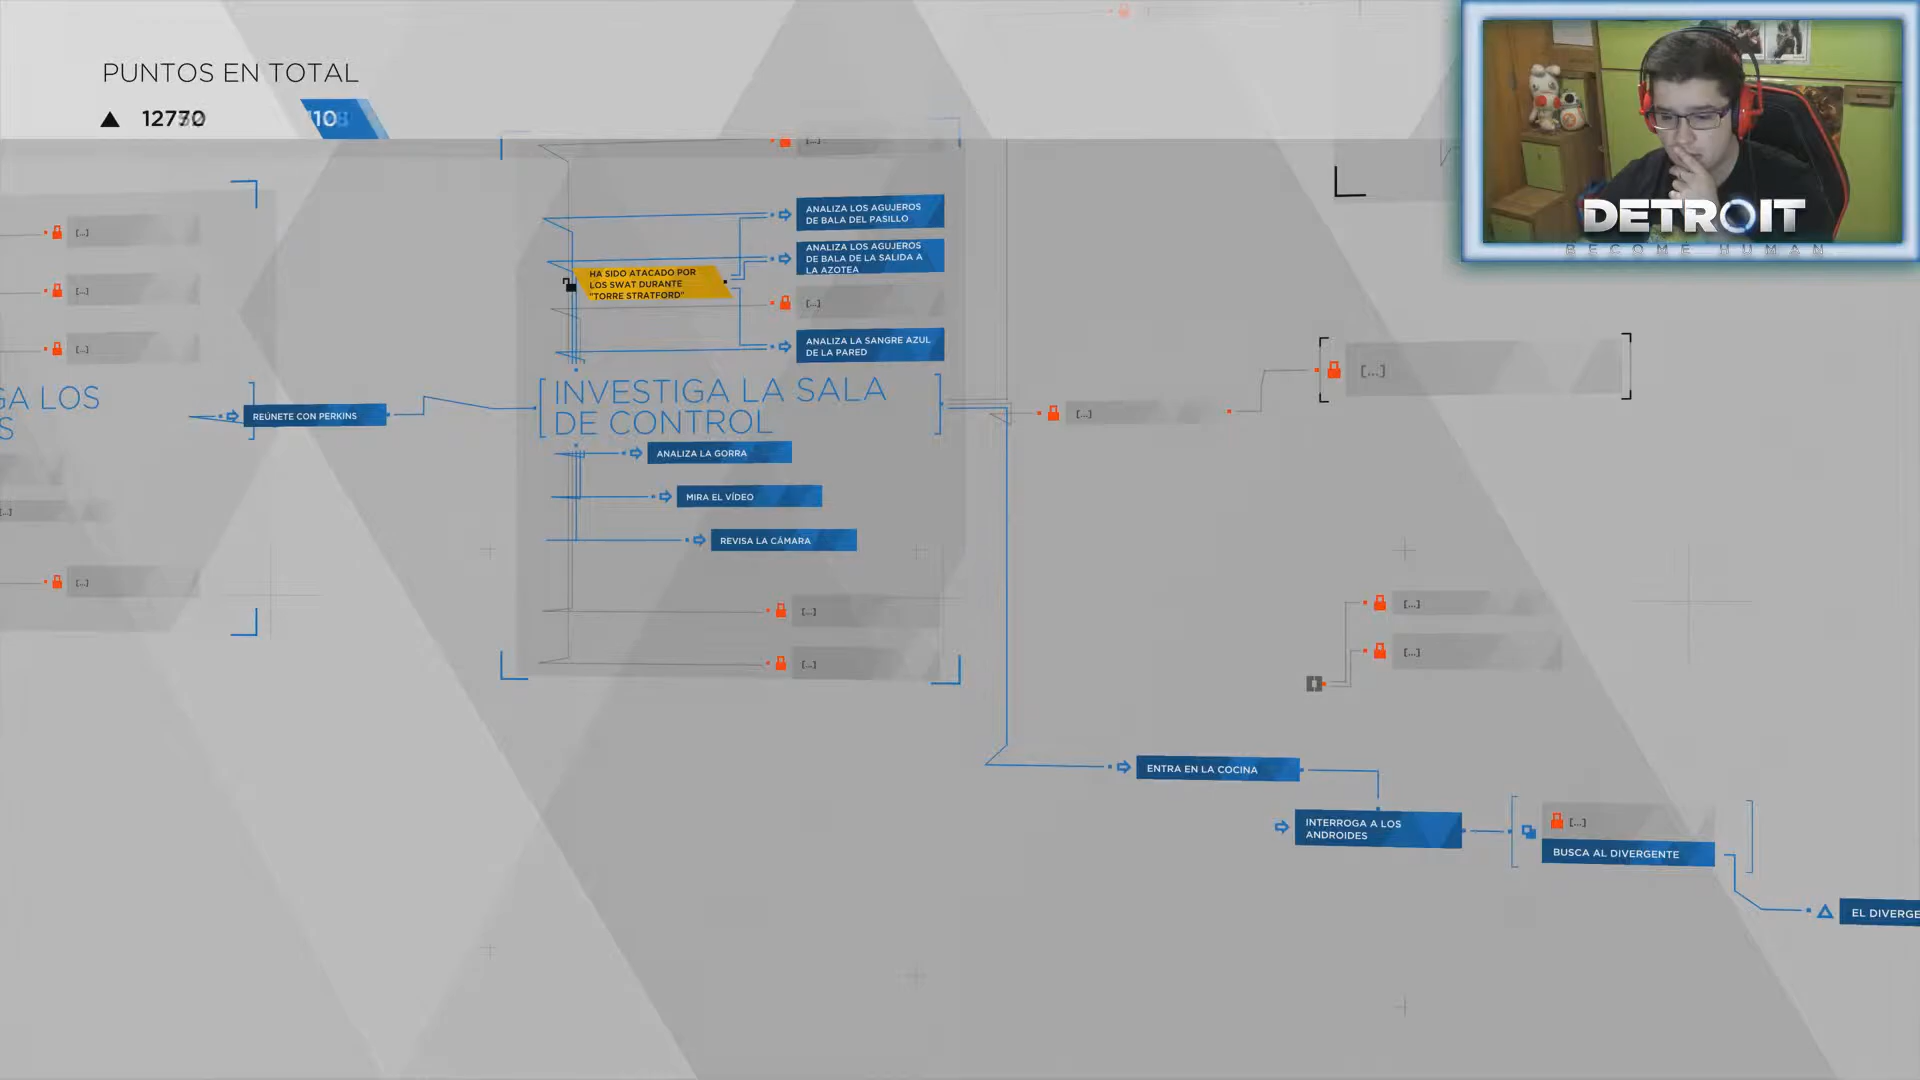 PUNTOS EN TOTAL
[...]
ANALIZA LOS AGUJEROS
DE BALA DEL PASILLO
ANALIZA LOS AGUJEROS
DE BALA DE LA SALIDA A
LA AZOTEA
HA SIDO ATACADO POR
LOS SWAT DURANTE
"TORRE STRATFORD"
[...]
ANALIZA LA SANGRE AZUL
DE LA PARED
[...]
[...]
[...]
GA LOS
S
REÚNETE CON PERKINS
INVESTIGA LA SALA
DE CONTROL
[...]
[...]
ANALIZA LA GORRA
MIRA EL VÍDEO
REVISA LA CÁMARA
[...]
[...]
[...]
[...]
[...]
[...]
ENTRA EN LA COCINA
INTERROGA A LOS
ANDROIDES
[...]
BUSCA AL DIVERGENTE
EL DIVERGE
DETROIT
BECOME HUMAN